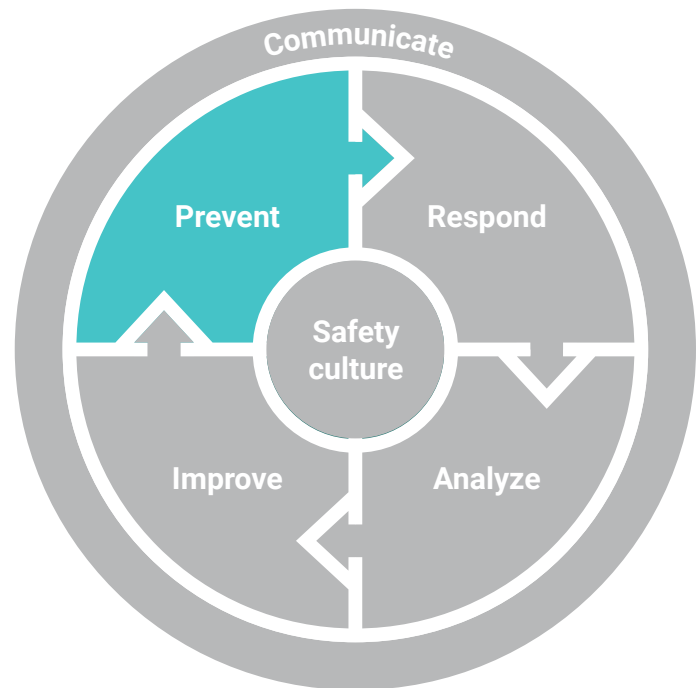 Communicate
Prevent
Respond
Safety
culture
Improve
Analyze